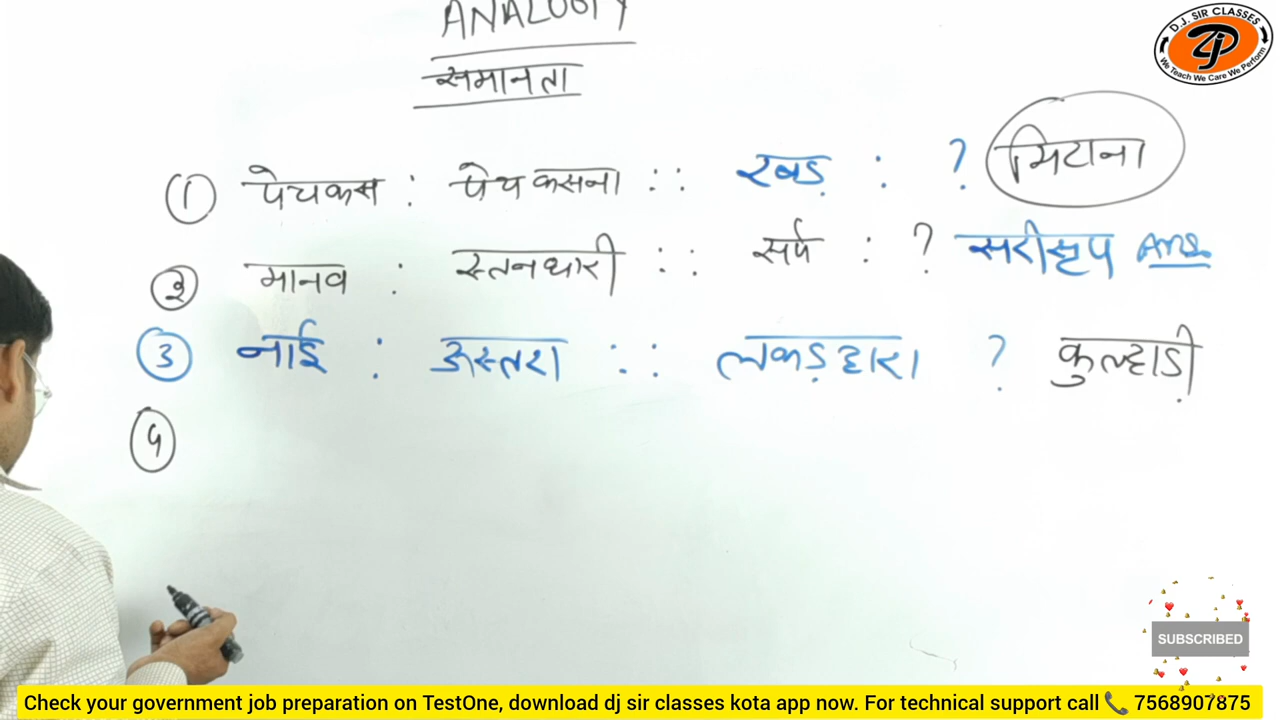 ANALOGY
समानता
D.J. SIR CLASSES
We Teach We Care We Perform
① पेचकस : पेच कसना :: रबड़ : ? मिटाना
② मानव : स्तनधारी :: सर्प : ? सरीसृप Ans
③ नाई : उस्तरा :: लकड़हारा ? कुल्हाडी़
④
SUBSCRIBED
Check your government job preparation on TestOne, download dj sir classes kota app now. For technical support call 📞 7568907875